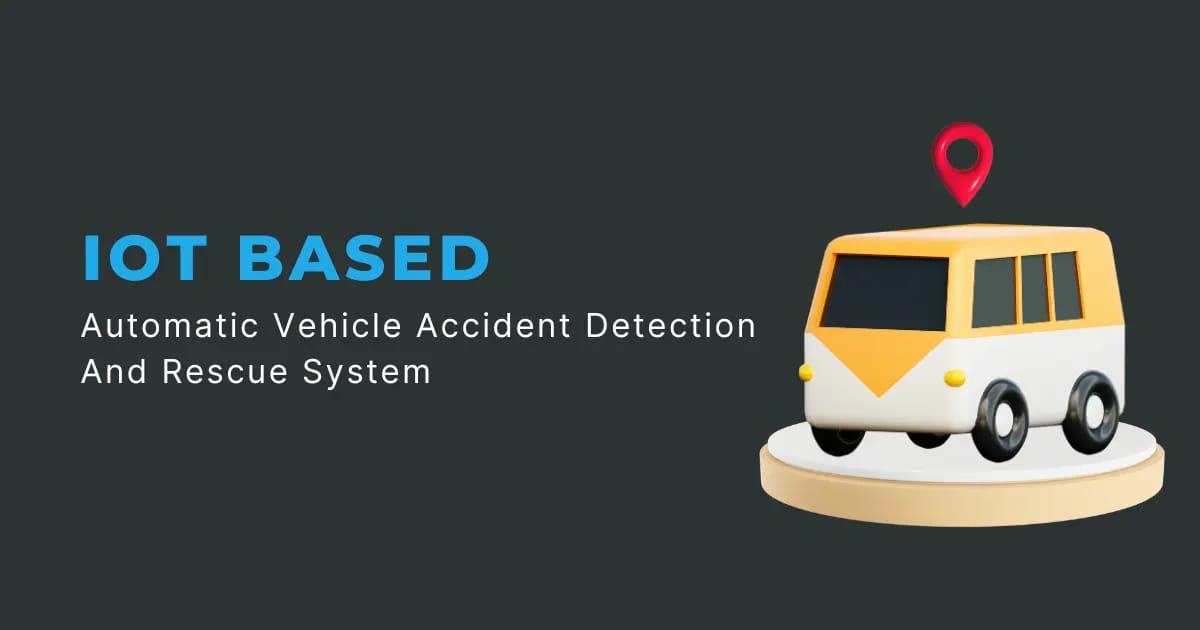 IOT BASED
Automatic Vehicle Accident Detection
And Rescue System